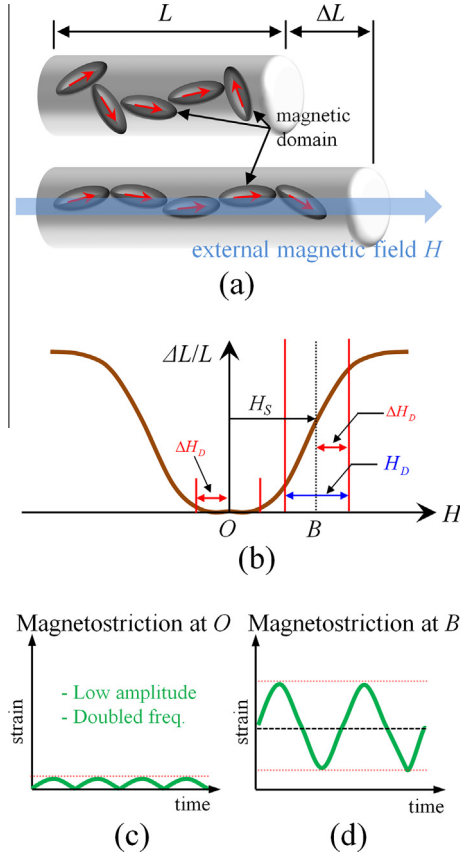 L
ΔL
magnetic
domain
external magnetic field H
(a)
ΔL/L
H_S
ΔH_D
ΔH_D
H_D
O
B
H
(b)
Magnetostriction at O
Magnetostriction at B
- Low amplitude
- Doubled freq.
strain
strain
time
time
(c)
(d)